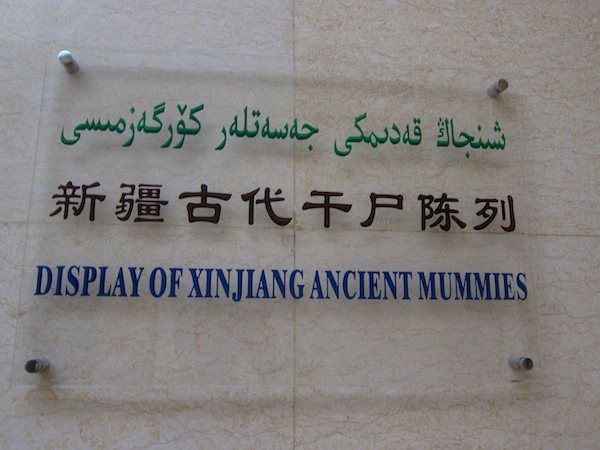 شىنجاڭ قەدىمكى جەسەتلەر كۆرگەزمىسى
新疆古代干尸陈列
DISPLAY OF XINJIANG ANCIENT MUMMIES